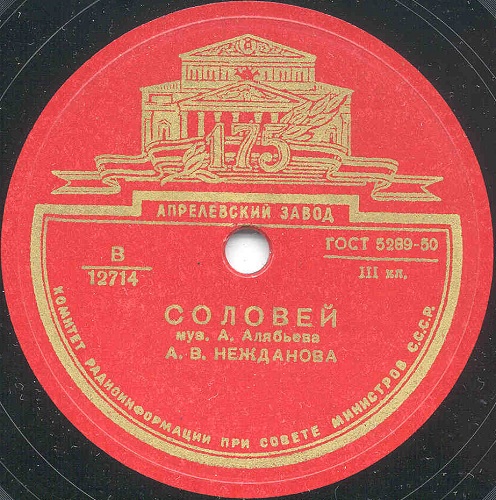 175
АПРЕЛЕВСКИЙ ЗАВОД
В
12714
ГОСТ 5289-50
III кл.
СОЛОВЕЙ
муз. А. Алябьева
А. В. НЕЖДАНОВА
КОМИТЕТ РАДИОИНФОРМАЦИИ ПРИ СОВЕТЕ МИНИСТРОВ С.С.С.Р.